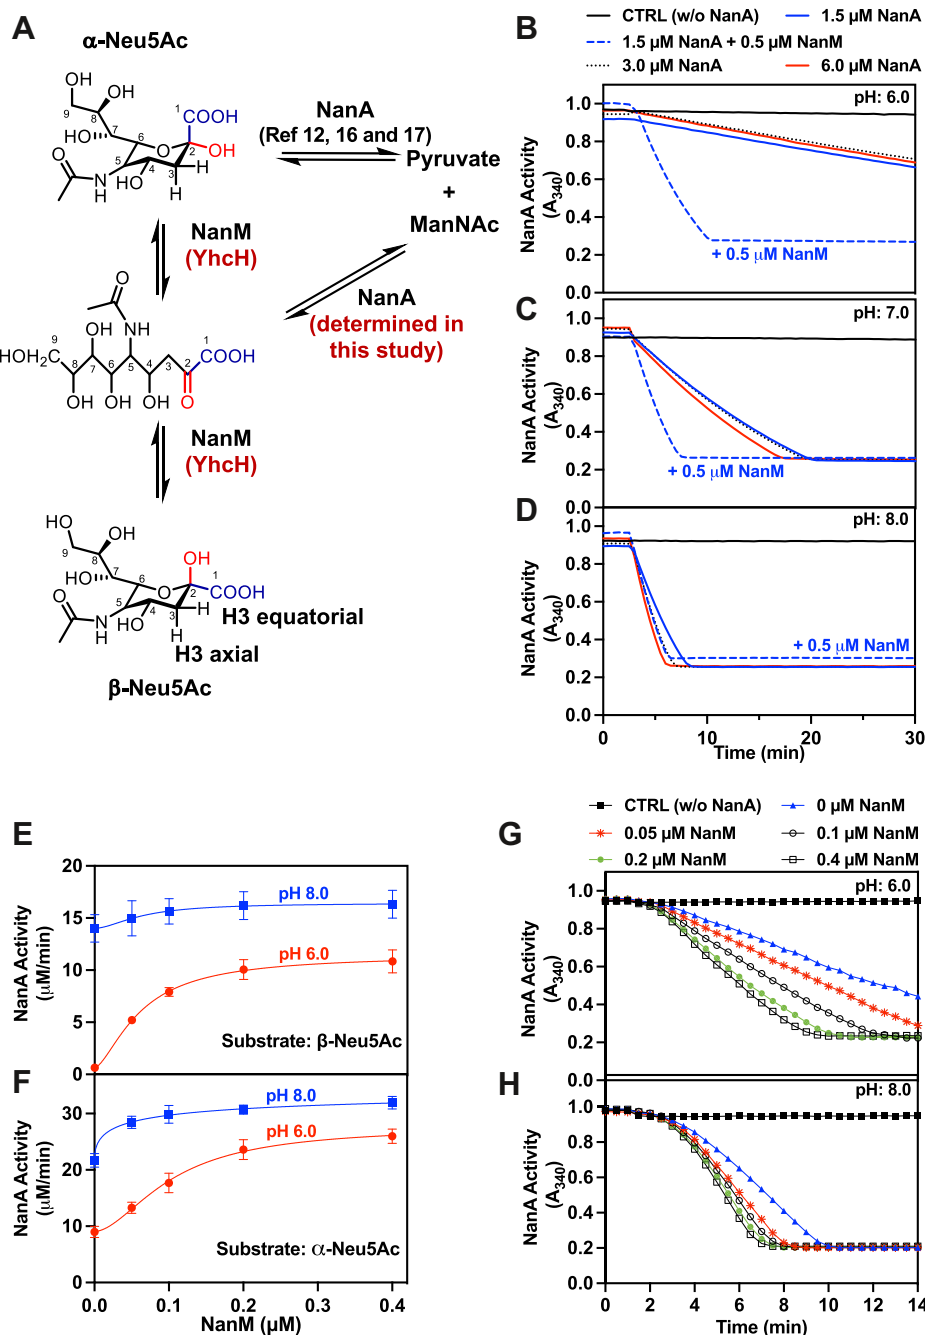 A
α-Neu5Ac
OH
OH
HO
9
8
7
6
5
4
3
2
1
O
COOH
OH
O
NH
HO
H
H
NanA
(Ref 12, 16 and 17)
Pyruvate
+
ManNAc
NanM
(YhcH)
NanA
(determined in
this study)
O
NH
OH
OH
HO
9
8
7
6
5
4
3
2
1
COOH
OH
OH
OH
O
NanM
(YhcH)
HO
OH
HO
9
8
7
6
5
4
3
2
1
OH
O
COOH
O
NH
HO
H
H
H3 equatorial
H3 axial
β-Neu5Ac
B
CTRL (w/o NanA)
1.5 µM NanA
1.5 µM NanA + 0.5 µM NanM
3.0 µM NanA
6.0 µM NanA
pH: 6.0
NanA Activity
(A340)
1.0
0.8
0.6
0.4
0.2
0.0
+ 0.5 µM NanM
C
pH: 7.0
NanA Activity
(A340)
1.0
0.8
0.6
0.4
0.2
0.0
+ 0.5 µM NanM
D
pH: 8.0
NanA Activity
(A340)
1.0
0.8
0.6
0.4
0.2
0.0
+ 0.5 µM NanM
0
10
20
30
Time (min)
E
NanA Activity
(µM/min)
20
15
10
5
0
pH 8.0
pH 6.0
Substrate: β-Neu5Ac
F
NanA Activity
(µM/min)
30
20
10
0
pH 8.0
pH 6.0
Substrate: α-Neu5Ac
0.0
0.1
0.2
0.3
0.4
NanM (µM)
G
CTRL (w/o NanA)
0 µM NanM
0.05 µM NanM
0.1 µM NanM
0.2 µM NanM
0.4 µM NanM
pH: 6.0
NanA Activity
(A340)
1.0
0.8
0.6
0.4
0.2
0.0
H
pH: 8.0
NanA Activity
(A340)
1.0
0.8
0.6
0.4
0.2
0.0
0
2
4
6
8
10
12
14
Time (min)